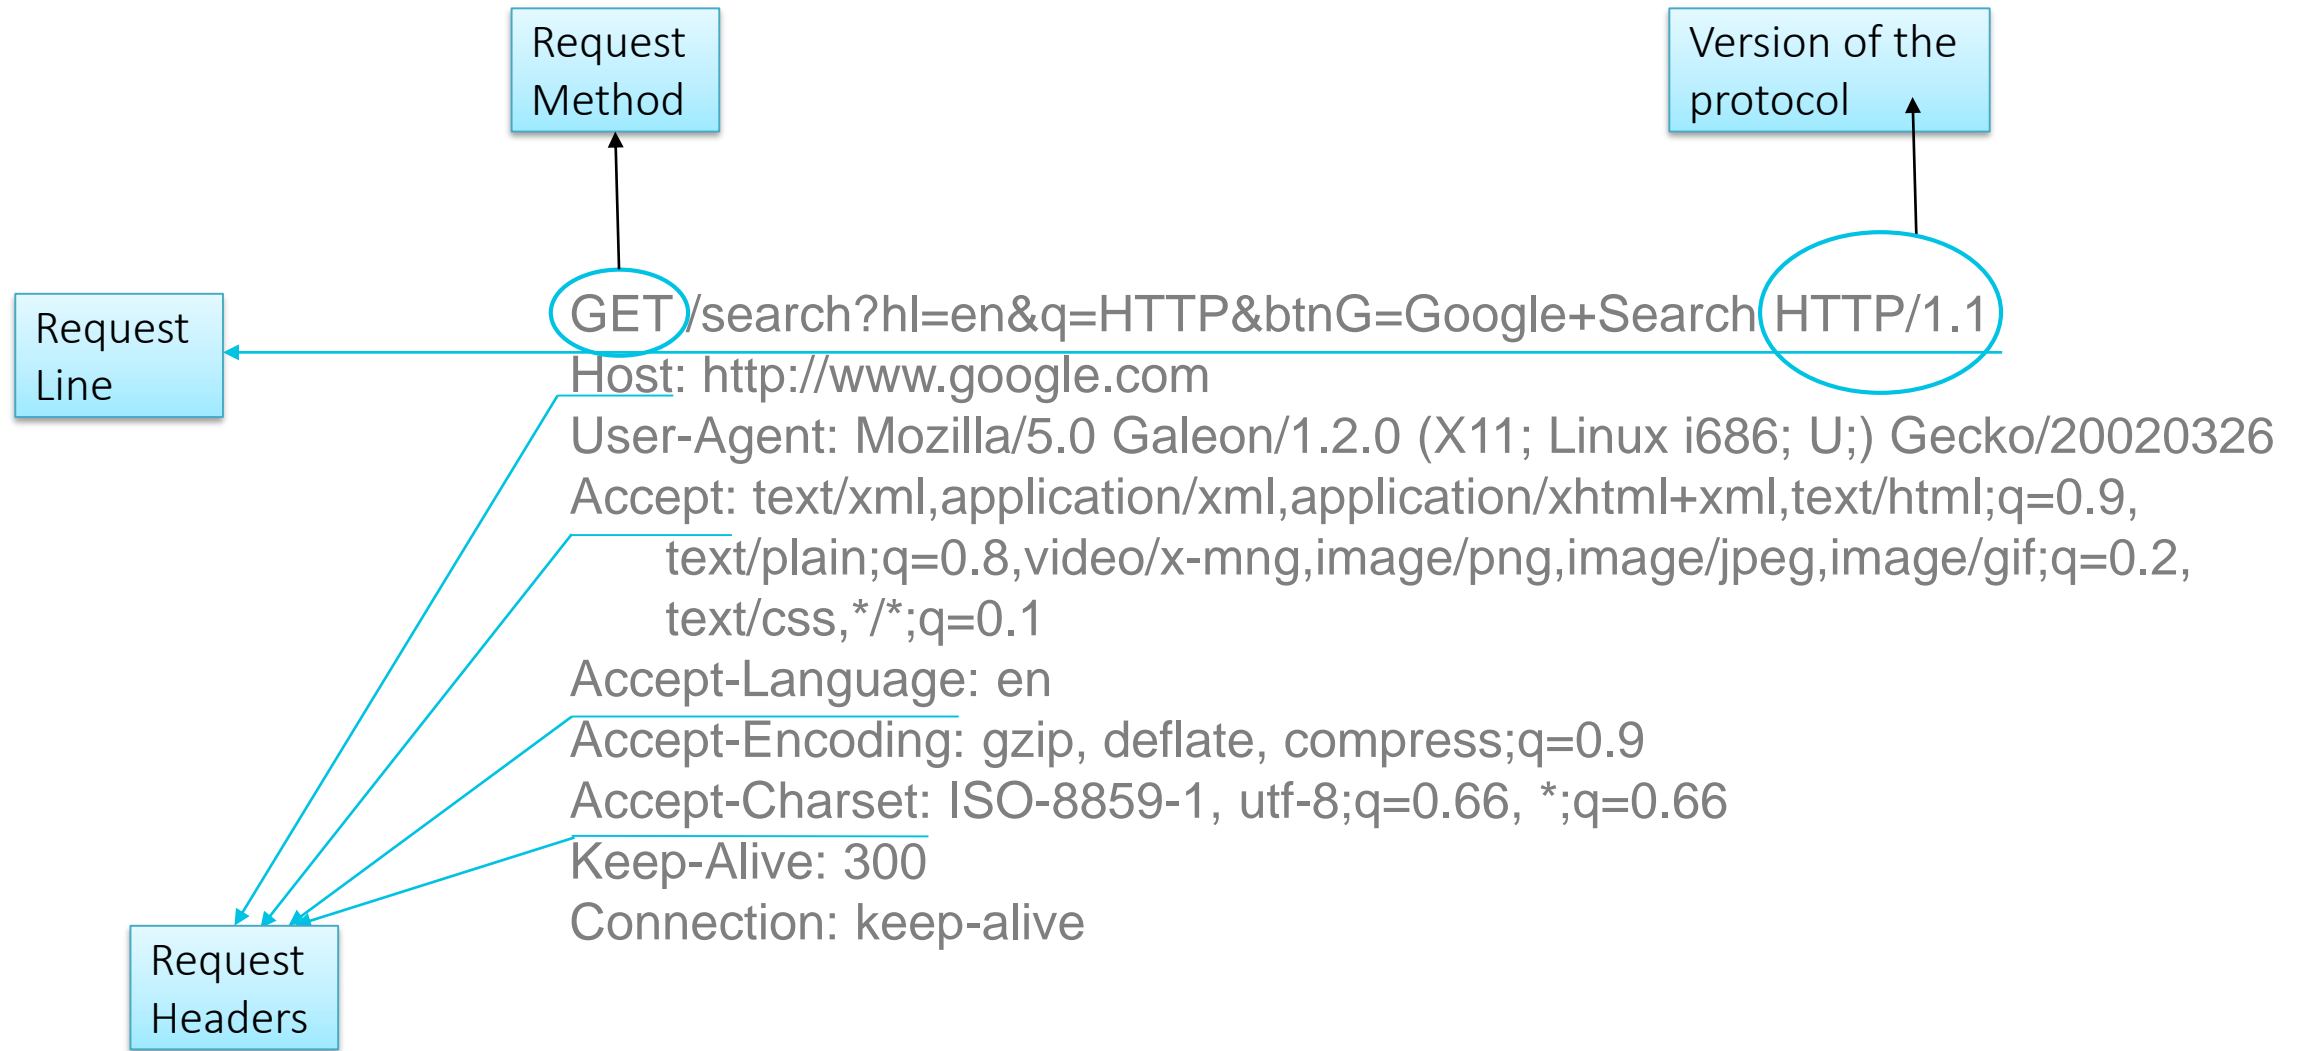 Request
Method
Version of the
protocol
Request
Line
GET /search?hl=en&q=HTTP&btnG=Google+Search HTTP/1.1
Host: http://www.google.com
User-Agent: Mozilla/5.0 Galeon/1.2.0 (X11; Linux i686; U;) Gecko/20020326
Accept: text/xml,application/xml,application/xhtml+xml,text/html;q=0.9,
text/plain;q=0.8,video/x-mng,image/png,image/jpeg,image/gif;q=0.2,
text/css,*/*;q=0.1
Accept-Language: en
Accept-Encoding: gzip, deflate, compress;q=0.9
Accept-Charset: ISO-8859-1, utf-8;q=0.66, *;q=0.66
Keep-Alive: 300
Connection: keep-alive
Request
Headers